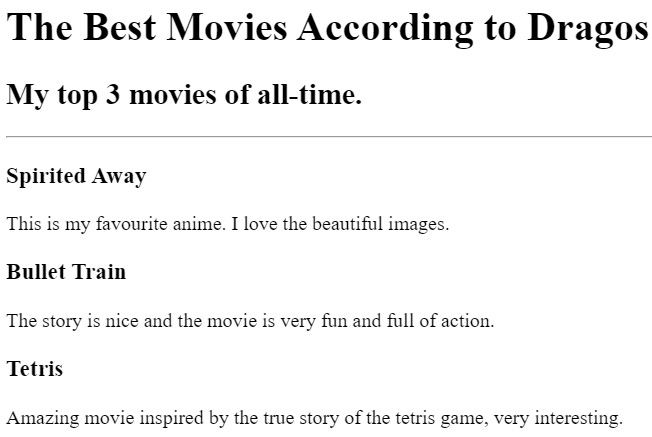 The Best Movies According to Dragos
My top 3 movies of all-time.
Spirited Away
This is my favourite anime. I love the beautiful images.
Bullet Train
The story is nice and the movie is very fun and full of action.
Tetris
Amazing movie inspired by the true story of the tetris game, very interesting.